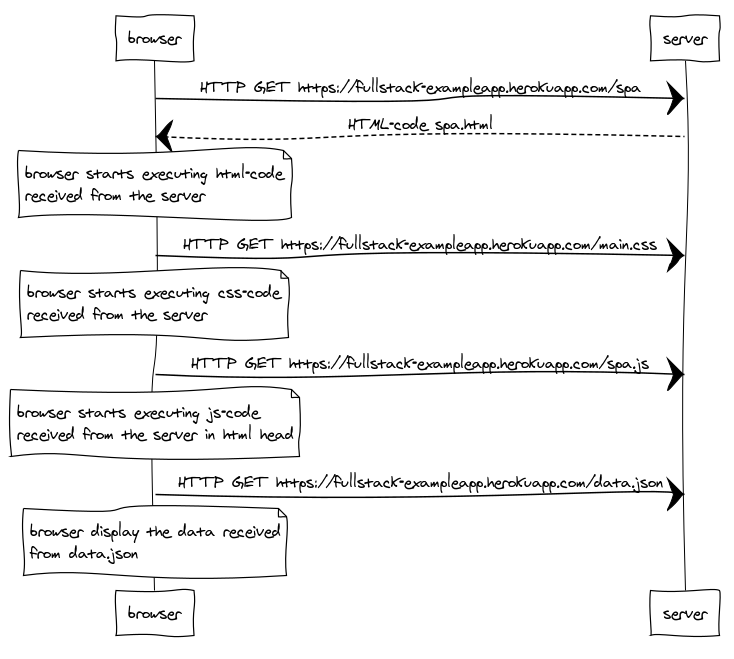 browser server
HTTP GET https://fullstack-exampleapp.herokuapp.com/spa
HTML-code spa.html
browser starts executing html-code
received from the server
HTTP GET https://fullstack-exampleapp.herokuapp.com/main.css
browser starts executing css-code
received from the server
HTTP GET https://fullstack-exampleapp.herokuapp.com/spa.js
browser starts executing js-code
received from the server in html head
HTTP GET https://fullstack-exampleapp.herokuapp.com/data.json
browser display the data received
from data.json
browser server